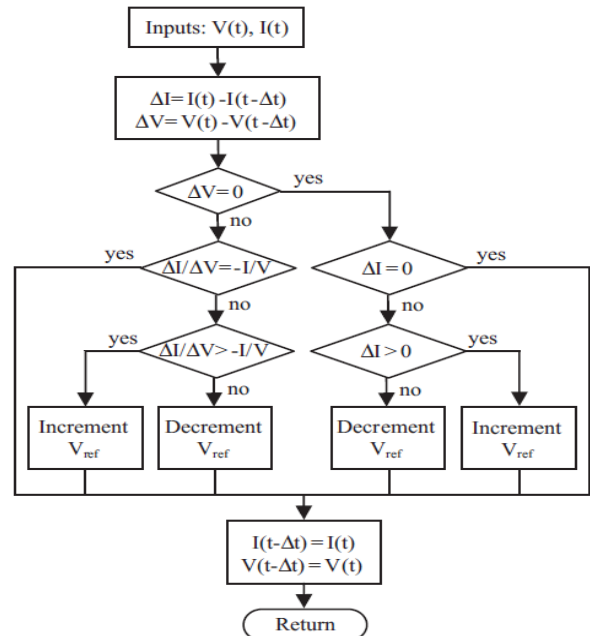 Inputs: V(t), I(t)
ΔI= I(t) -I(t-Δt)
ΔV= V(t) -V(t-Δt)
ΔV= 0
yes
no
yes
ΔI/ΔV= -I/V
ΔI = 0
yes
no
no
yes
ΔI/ΔV> -I/V
ΔI > 0
yes
no
no
Increment
Vref
Decrement
Vref
Decrement
Vref
Increment
Vref
I(t-Δt) = I(t)
V(t-Δt) = V(t)
Return